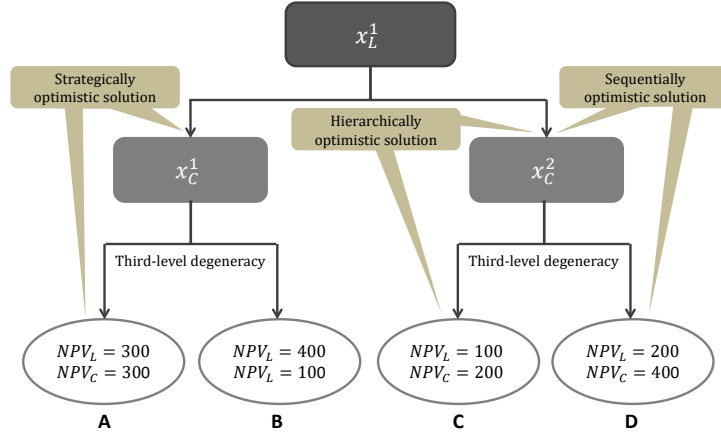 x_L^1
Strategically
optimistic solution
Sequentially
optimistic solution
Hierarchically
optimistic solution
x_C^1
x_C^2
Third-level degeneracy
Third-level degeneracy
NPV_L = 300
NPV_C = 300
NPV_L = 400
NPV_L = 100
NPV_L = 100
NPV_C = 200
NPV_L = 200
NPV_C = 400
A
B
C
D